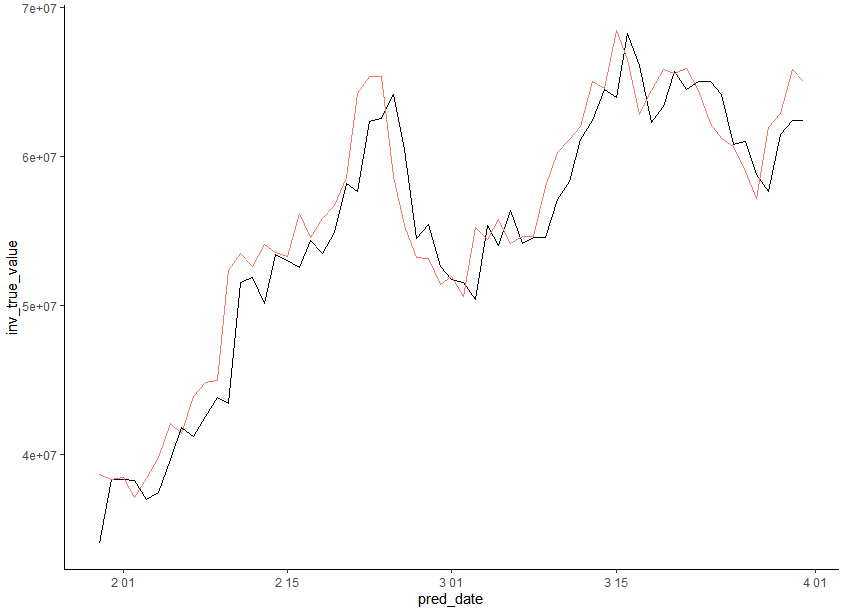 7e+07
6e+07
5e+07
4e+07
inv_true_value
2 01
2 15
3 01
3 15
4 01
pred_date